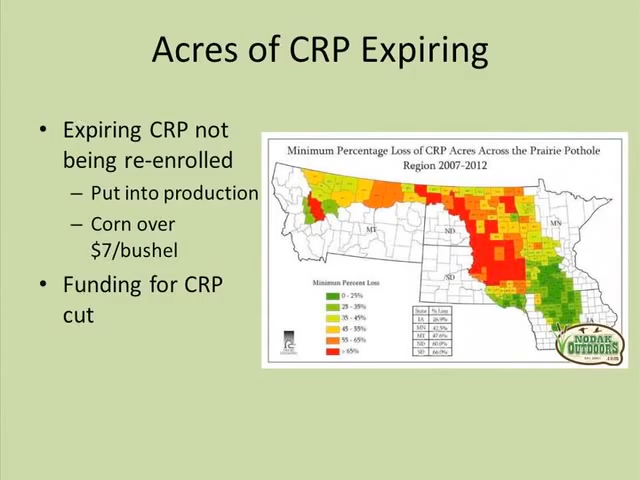 Acres of CRP Expiring
• Expiring CRP not
being re-enrolled
– Put into production
– Corn over
$7/bushel
• Funding for CRP
cut
Minimum Percentage Loss of CRP Acres Across the Prairie Pothole
Region 2007-2012
MT
ND
MN
SD
IA
Minimum Percent Loss
0 - 25%
25 - 35%
35 - 45%
45 - 55%
55 - 65%
> 65%
State % Loss
IA 26.9%
MN 42.5%
MT 47.6%
ND 60.0%
SD 66.0%
NODAK
OUTDOORS
.com